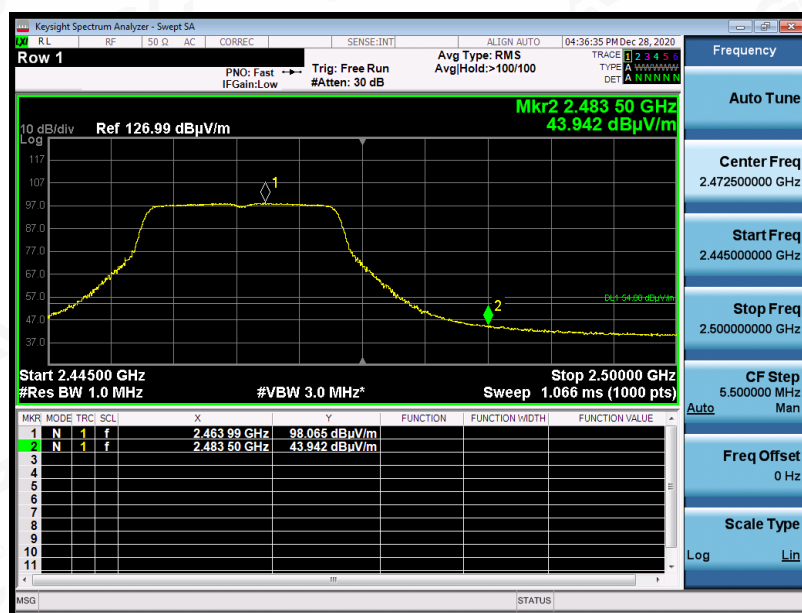 Keysight Spectrum Analyzer - Swept SA
LXI RL RF 50 Ω AC CORREC SENSE:INT ALIGN AUTO 04:36:35 PM Dec 28, 2020
Row 1
PNO: Fast
IFGain:Low
Trig: Free Run
#Atten: 30 dB
Avg Type: RMS
Avg|Hold:>100/100
TRACE 1 2 3 4 5 6
TYPE A WWWWW
DET A N N N N N
Mkr2 2.483 50 GHz
43.942 dBµV/m
10 dB/div Ref 126.99 dBµV/m
Log
117
107
97.0
87.0
77.0
67.0
57.0
47.0
37.0
1
2
DL1 54.00 dBµV/m
Start 2.44500 GHz Stop 2.50000 GHz
#Res BW 1.0 MHz #VBW 3.0 MHz* Sweep 1.066 ms (1000 pts)
MKR MODE TRC SCL X Y FUNCTION FUNCTION WIDTH FUNCTION VALUE
1 N 1 f 2.463 99 GHz 98.065 dBµV/m
2 N 1 f 2.483 50 GHz 43.942 dBµV/m
3
4
5
6
7
8
9
10
11
MSG STATUS
Frequency
Auto Tune
Center Freq
2.472500000 GHz
Start Freq
2.445000000 GHz
Stop Freq
2.500000000 GHz
CF Step
5.500000 MHz
Auto Man
Freq Offset
0 Hz
Scale Type
Log Lin